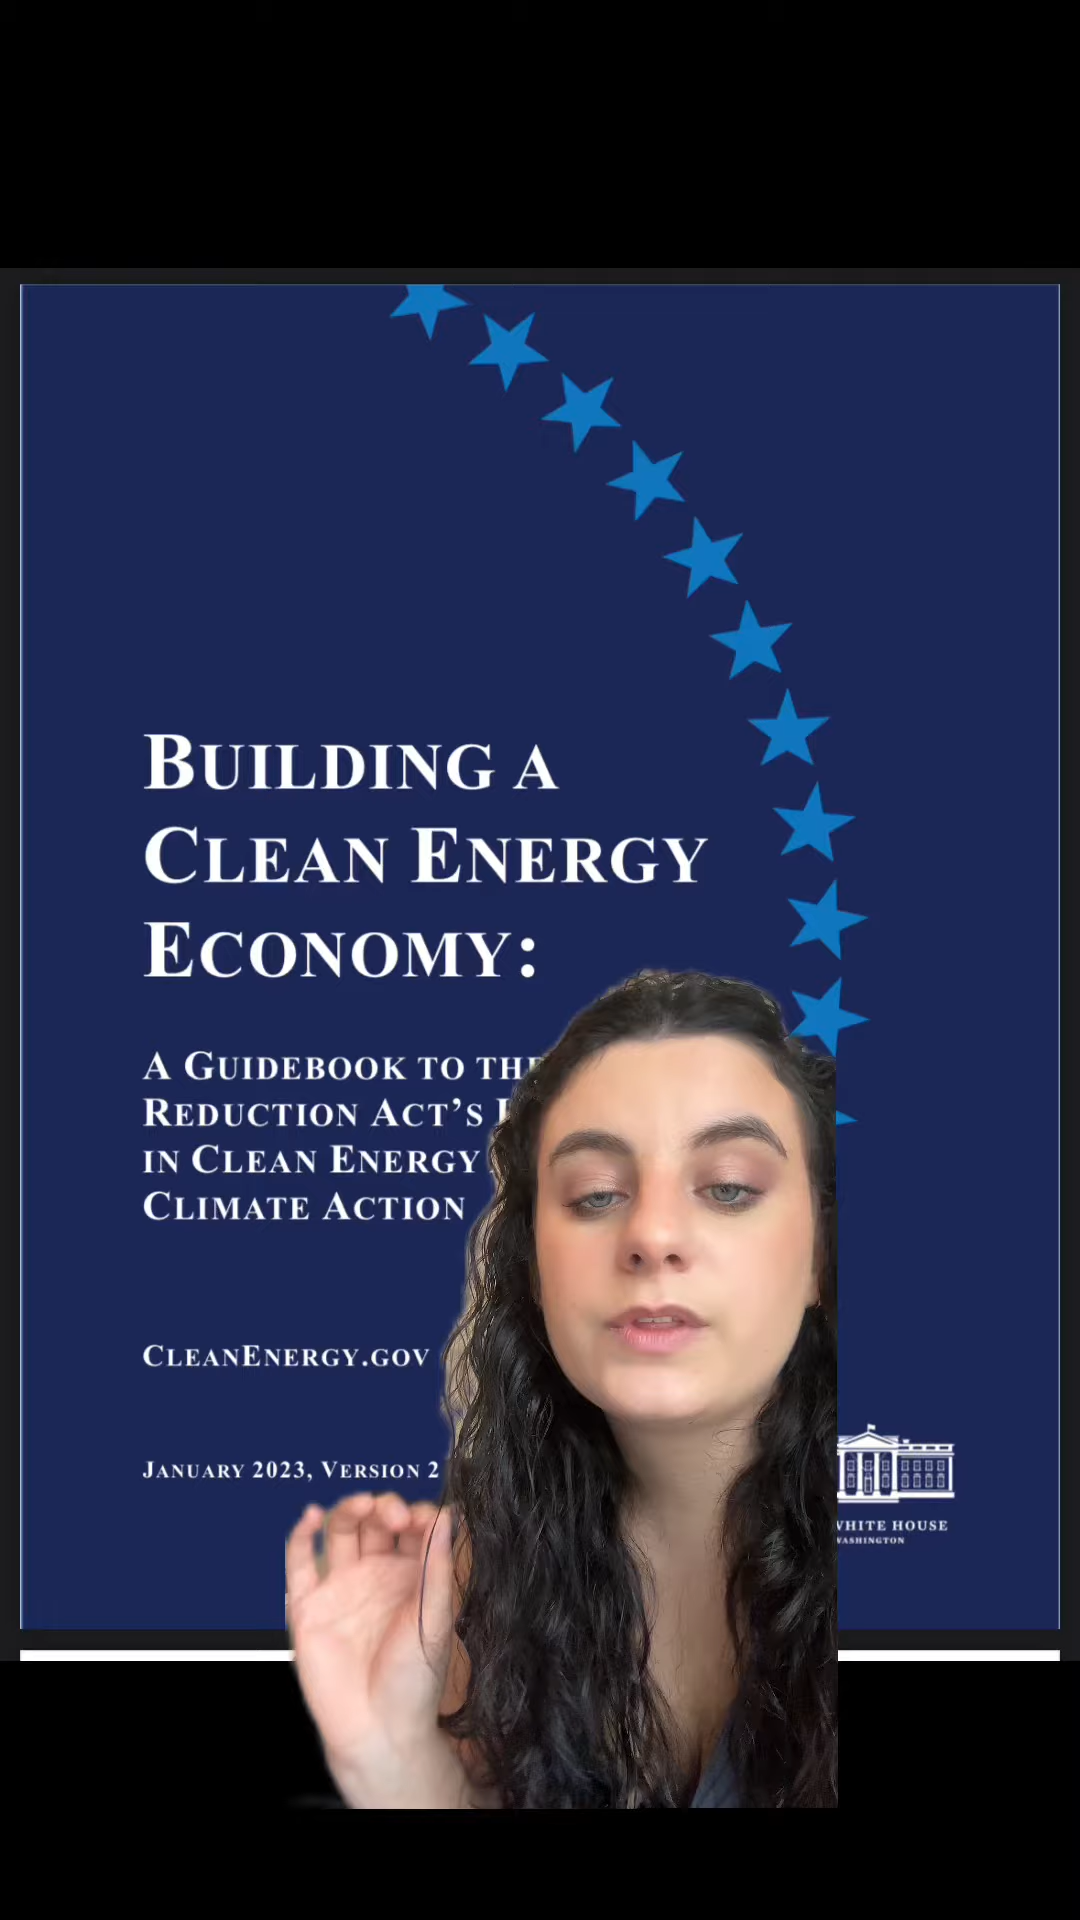 BUILDING A
CLEAN ENERGY
ECONOMY:
A GUIDEBOOK TO THE
REDUCTION ACT’S
IN CLEAN ENERGY
CLIMATE ACTION
CLEANENERGY.GOV
JANUARY 2023, VERSION 2
WHITE HOUSE
WASHINGTON